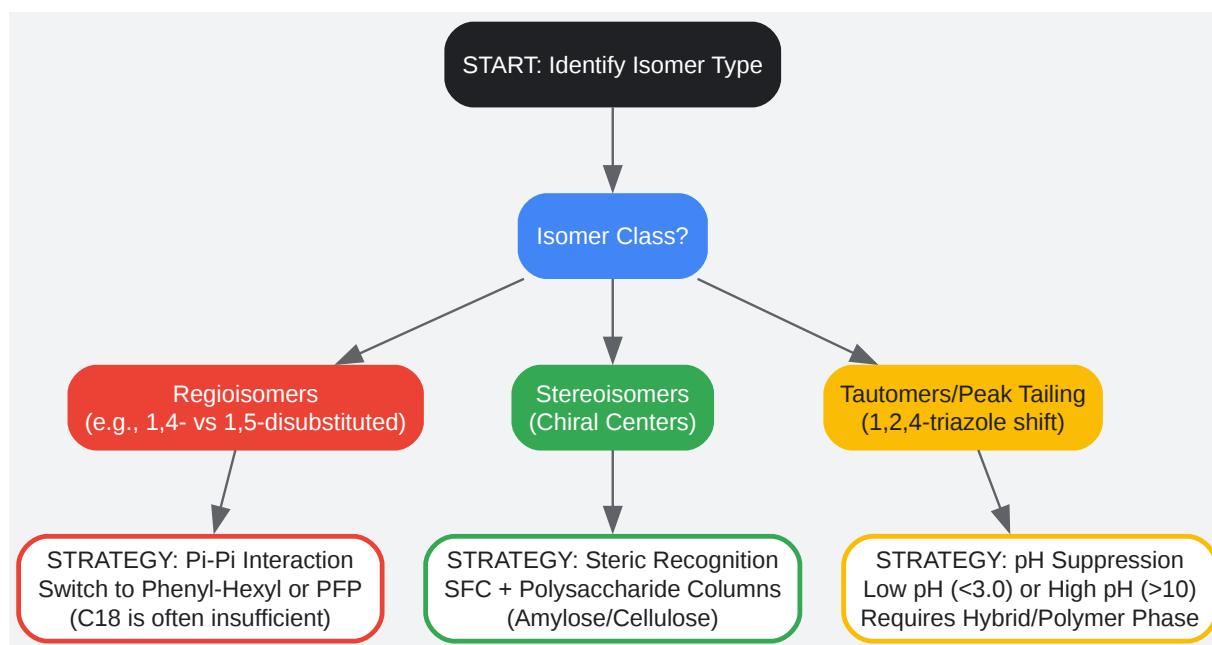 START: Identify Isomer Type
Isomer Class?
Regioisomers
(e.g., 1,4- vs 1,5-disubstituted)
Stereoisomers
(Chiral Centers)
Tautomers/Peak Tailing
(1,2,4-triazole shift)
STRATEGY: Pi-Pi Interaction
Switch to Phenyl-Hexyl or PFP
(C18 is often insufficient)
STRATEGY: Steric Recognition
SFC + Polysaccharide Columns
(Amylose/Cellulose)
STRATEGY: pH Suppression
Low pH (<3.0) or High pH (>10)
Requires Hybrid/Polymer Phase